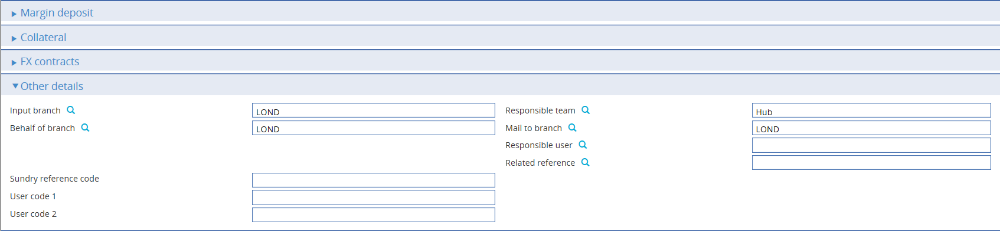 Margin deposit
Collateral
FX contracts
Other details
Input branch LOND Responsible team Hub
Behalf of branch LOND Mail to branch LOND
Responsible user
Related reference
Sundry reference code
User code 1
User code 2